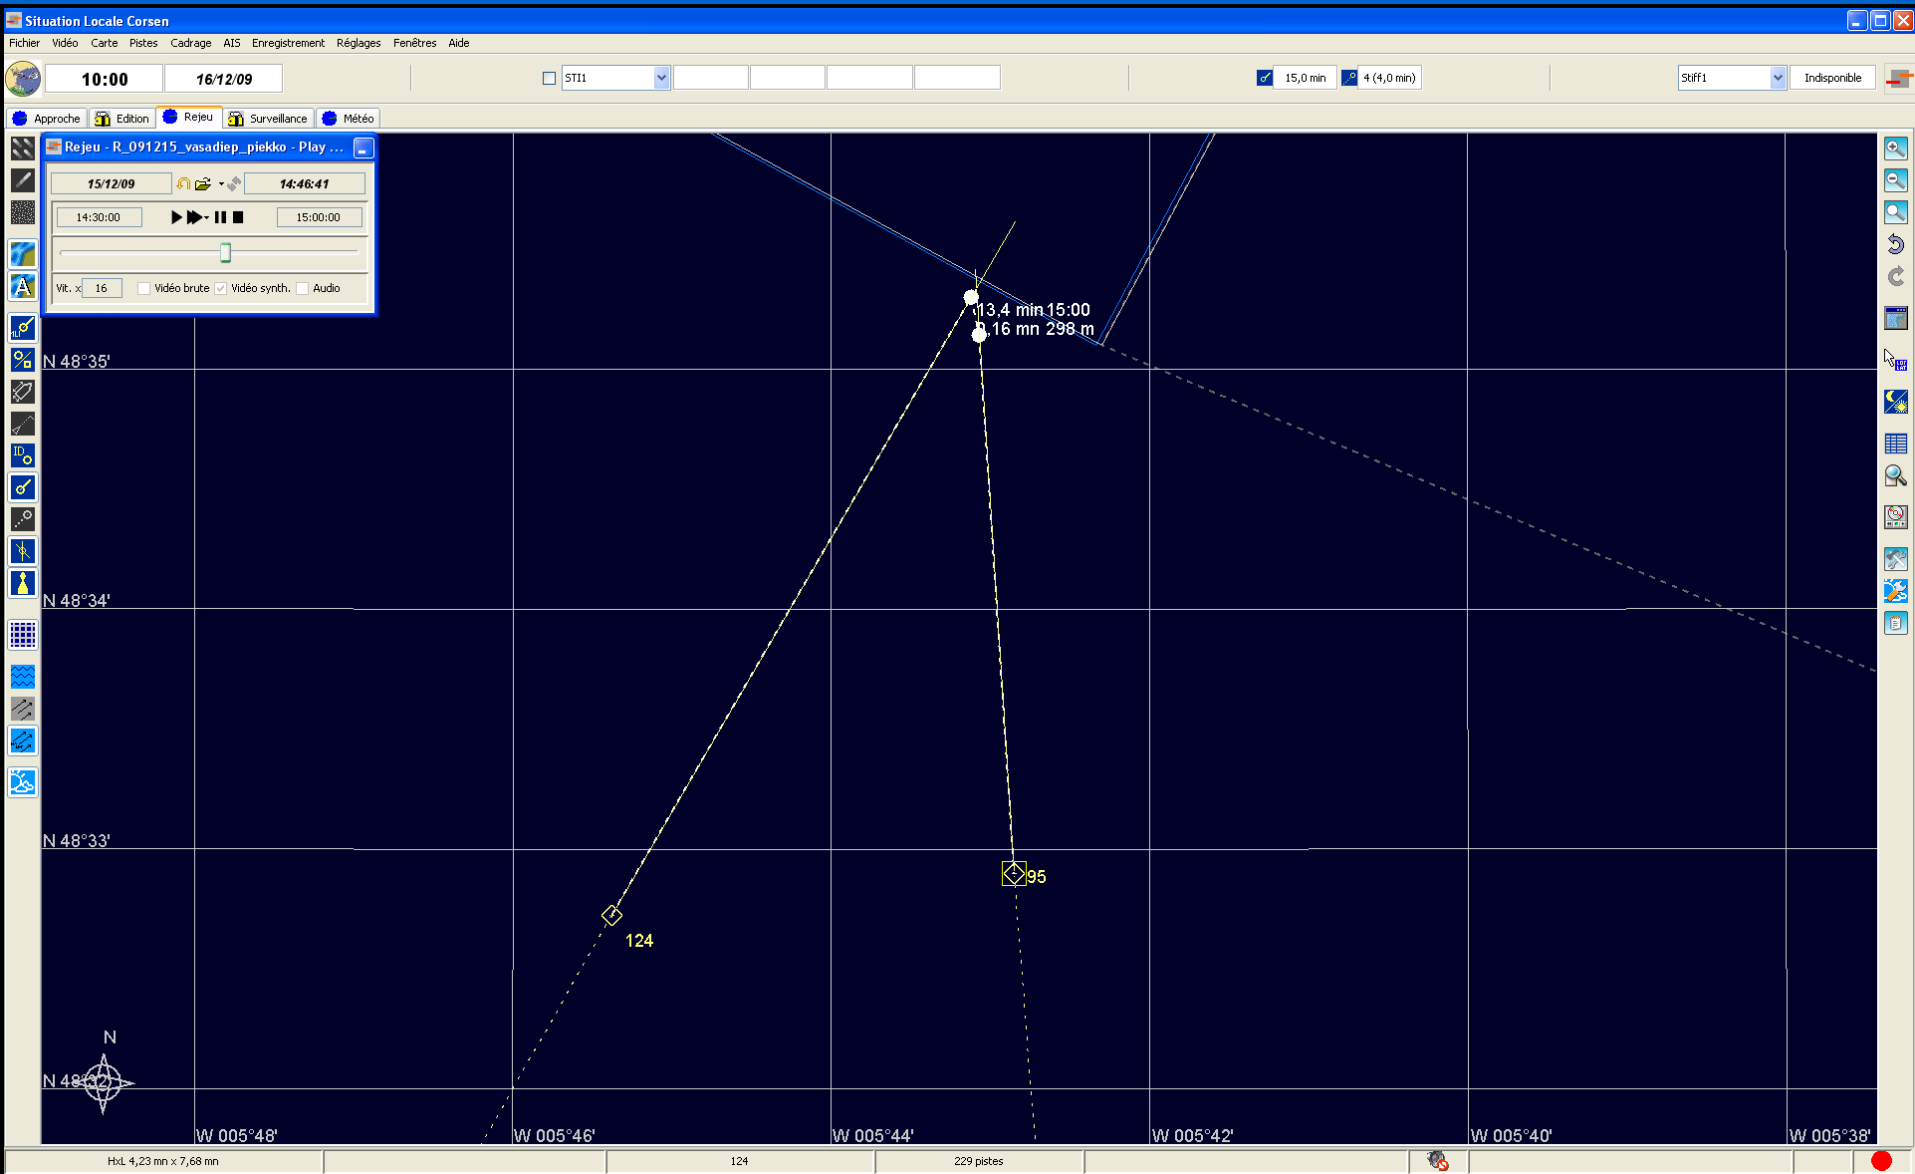 Situation Locale Corsen
Fichier Vidéo Carte Pistes Cadrage AIS Enregistrement Réglages Fenêtres Aide
10:00 16/12/09 STI1 15,0 min 4 (4,0 min) Stiff1 Indisponible
Approche Edition Rejeu Surveillance Météo
Rejeu - R_091215_vasadiep_piekko - Play ...
15/12/09 14:46:41
14:30:00 15:00:00
Vit. x 16 Vidéo brute Vidéo synth. Audio
13,4 min 15:00
0,16 mn 298 m
N 48°35'
N 48°34'
N 48°33'
95
124
N
N 48°32'
W 005°48' W 005°46' W 005°44' W 005°42' W 005°40' W 005°38'
HxL 4,23 mn x 7,68 mn 124 229 pistes